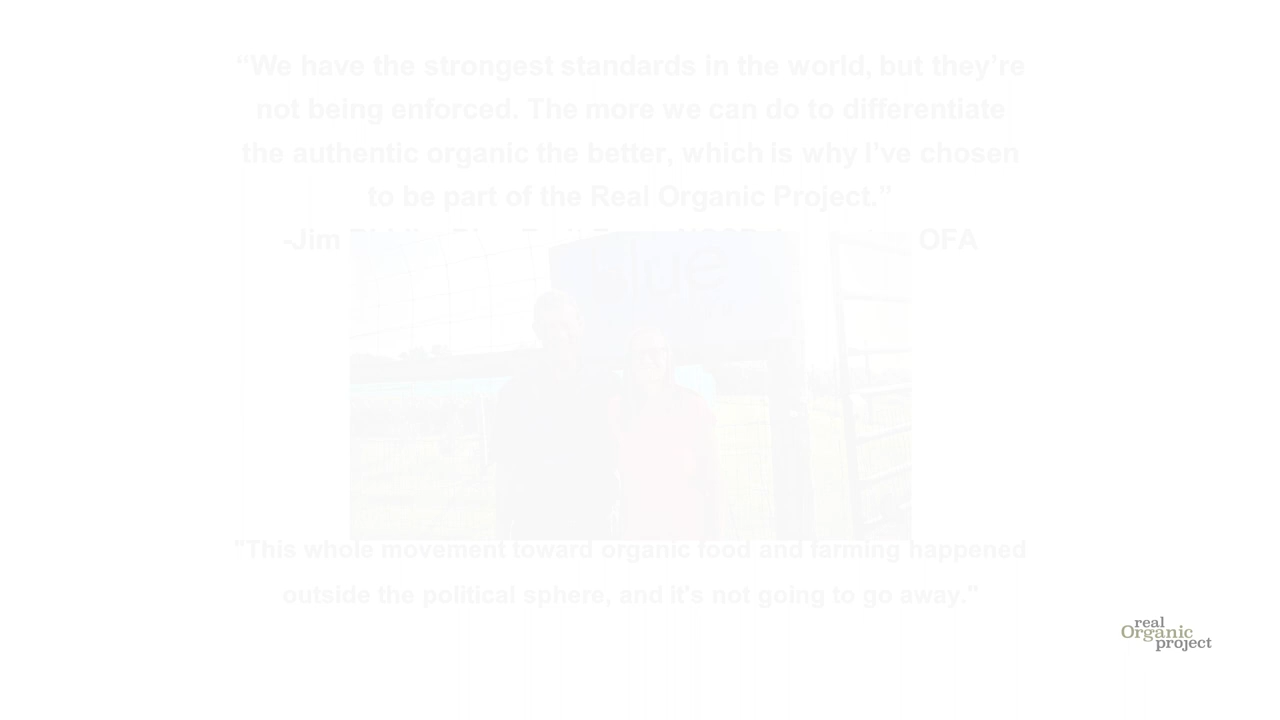 “We have the strongest standards in the world, but they’re
not being enforced. The more we can do to differentiate
the authentic organic the better, which is why I’ve chosen
to be part of the Real Organic Project.”
-Jim OFA
blue
"This whole movement toward organic food and farming happened
outside the political sphere, and it's not going to go away."
real
Organic
project